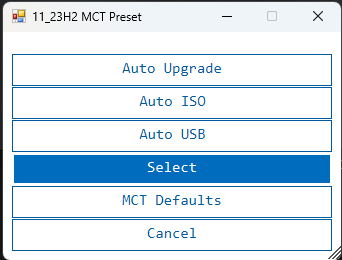 11_23H2 MCT Preset
Auto Upgrade
Auto ISO
Auto USB
Select
MCT Defaults
Cancel